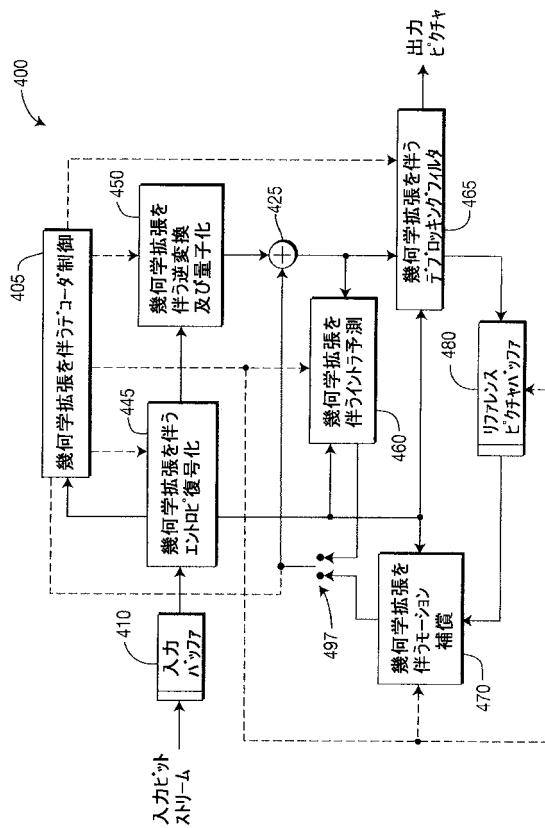 400
405
幾何学拡張を伴うデコーダ制御
入力ビット
ストリーム
410
入力
バッファ
445
幾何学拡張を伴う
エントロピ復号化
450
幾何学拡張を
伴う逆変換
及び量子化
425
+
幾何学拡張を
伴うイントラ予測
460
497
幾何学拡張を
伴うモーション
補償
470
幾何学拡張を伴う
デブロッキングフィルタ
465
出力
ピクチャ
480
リファレンス
ピクチャバッファ